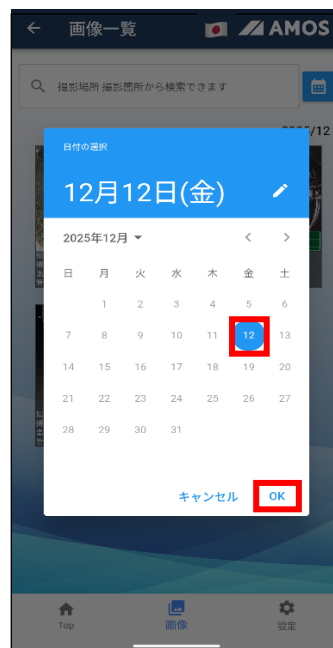 画像一覧
AMOS
撮影場所 撮影箇所から検索できます
/12
日付の選択
12月12日(金)
2025年12月
日 月 火 水 木 金 土
1 2 3 4 5 6
7 8 9 10 11 12 13
14 15 16 17 18 19 20
21 22 23 24 25 26 27
28 29 30 31
キャンセル OK
Top 画像 設定